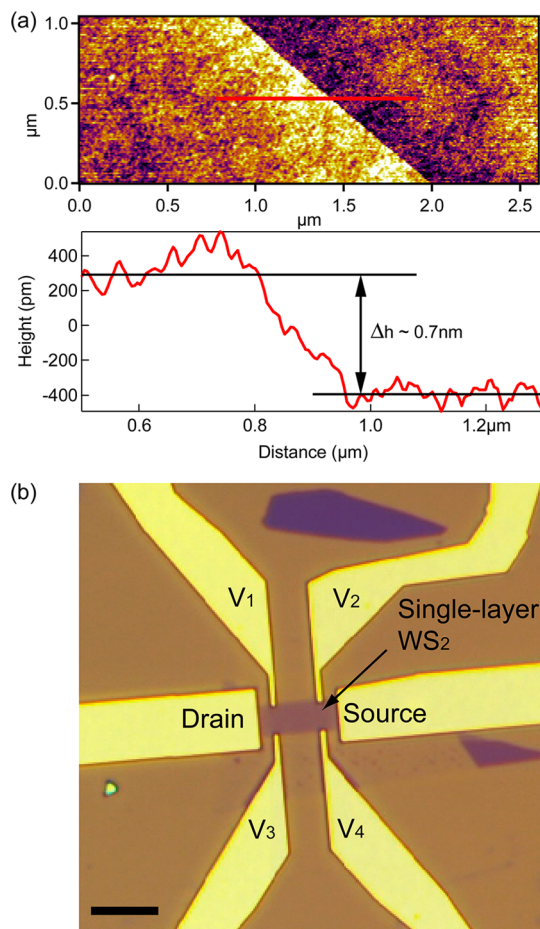 (a)
1.0
0.5
0.0
µm
0.0
0.5
1.0
1.5
2.0
2.5
µm
400
200
0
-200
-400
Height (pm)
Δh ~ 0.7nm
0.6
0.8
1.0
1.2µm
Distance (µm)
(b)
V1
V2
Single-layer
WS2
Drain
Source
V3
V4